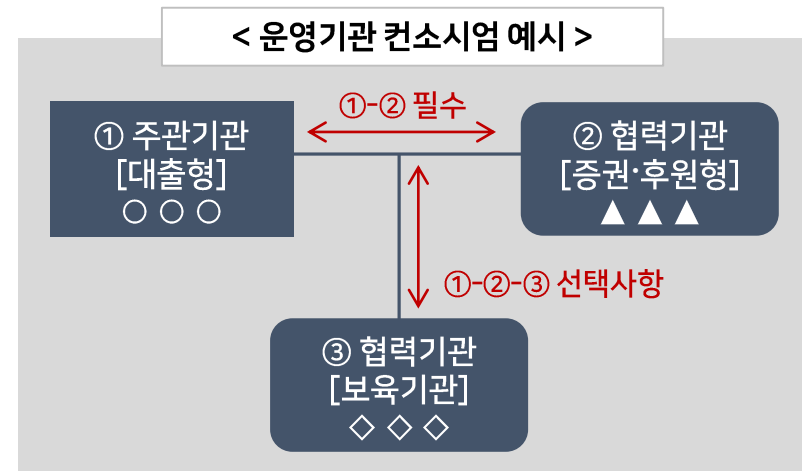 < 운영기관 컨소시엄 예시 >
①-② 필수
① 주관기관
[대출형]
○ ○ ○
② 협력기관
[증권·후원형]
▲ ▲ ▲
①-②-③ 선택사항
③ 협력기관
[보육기관]
◇ ◇ ◇